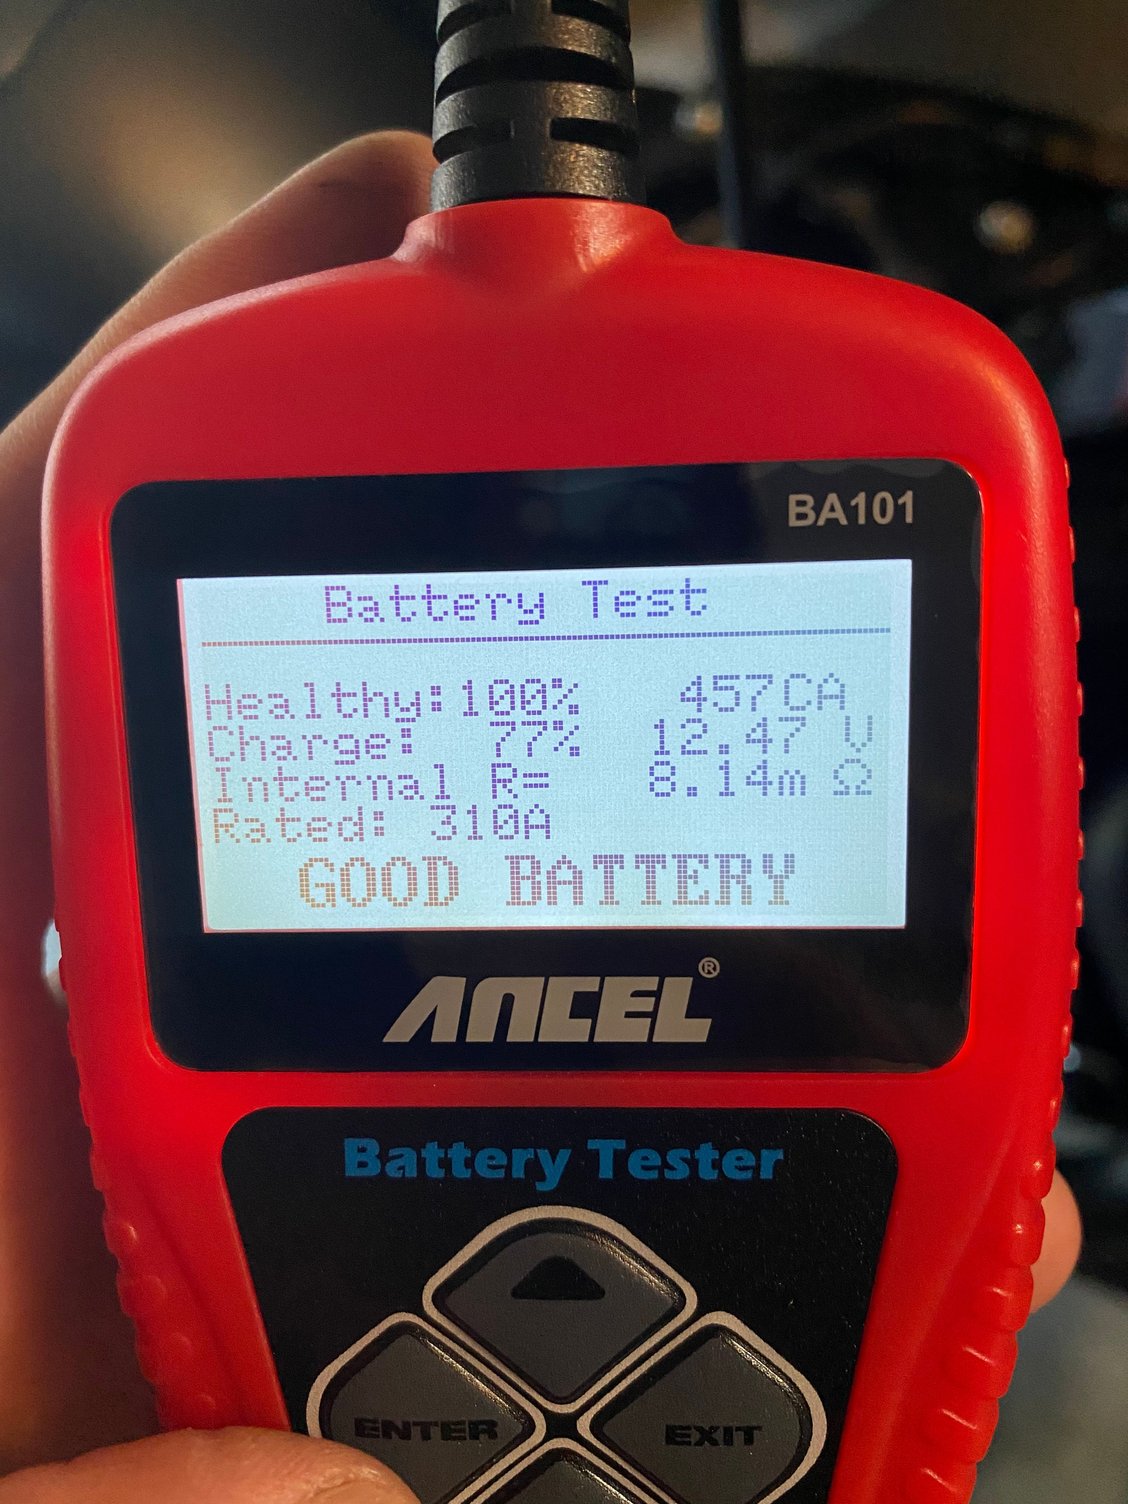 BA101
Battery Test
Healthy: 100% 457CA
Charge: 77% 12.47 V
Internal R= 8.14m Ω
Rated: 310A
GOOD BATTERY
ANCEL®
Battery Tester
ENTER
EXIT